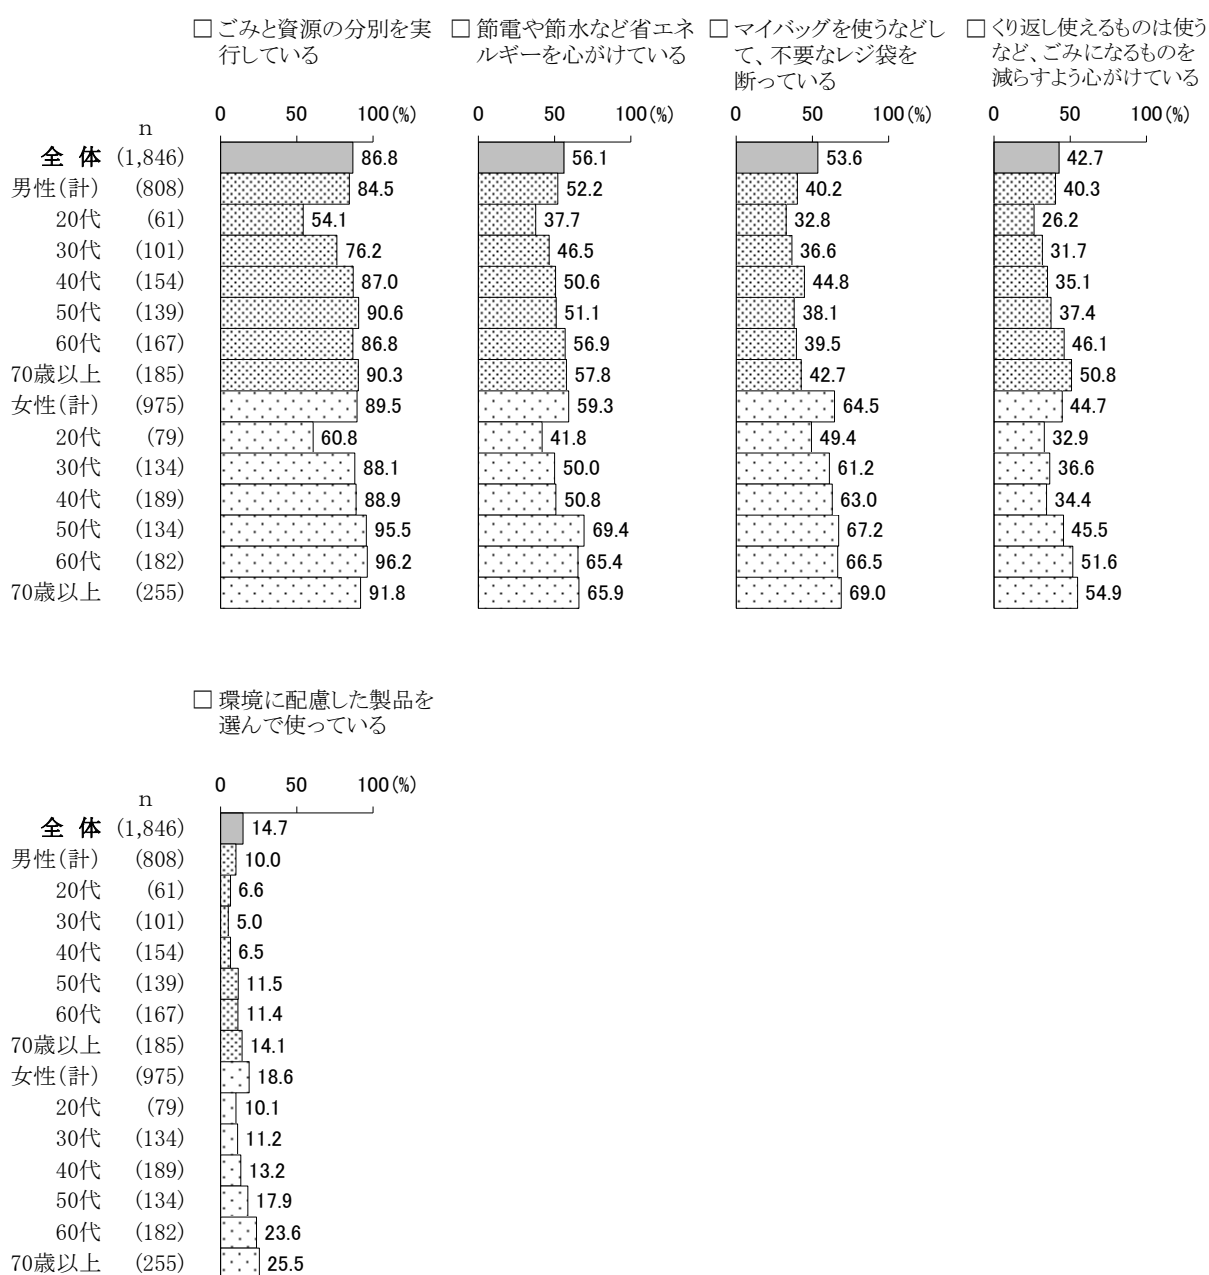 □ ごみと資源の分別を実
行している
□ 節電や節水など省エネ
ルギーを心がけている
□ マイバッグを使うなどし
て、不要なレジ袋を
断っている
□ くり返し使えるものは使う
など、ごみになるものを
減らすよう心がけている
n 0 50 100(%) 0 50 100(%) 0 50 100(%) 0 50 100(%)
全 体 (1,846) 86.8 56.1 53.6 42.7
男性(計) (808) 84.5 52.2 40.2 40.3
20代 (61) 54.1 37.7 32.8 26.2
30代 (101) 76.2 46.5 36.6 31.7
40代 (154) 87.0 50.6 44.8 35.1
50代 (139) 90.6 51.1 38.1 37.4
60代 (167) 86.8 56.9 39.5 46.1
70歳以上 (185) 90.3 57.8 42.7 50.8
女性(計) (975) 89.5 59.3 64.5 44.7
20代 (79) 60.8 41.8 49.4 32.9
30代 (134) 88.1 50.0 61.2 36.6
40代 (189) 88.9 50.8 63.0 34.4
50代 (134) 95.5 69.4 67.2 45.5
60代 (182) 96.2 65.4 66.5 51.6
70歳以上 (255) 91.8 65.9 69.0 54.9
□ 環境に配慮した製品を
選んで使っている
n 0 50 100(%)
全 体 (1,846) 14.7
男性(計) (808) 10.0
20代 (61) 6.6
30代 (101) 5.0
40代 (154) 6.5
50代 (139) 11.5
60代 (167) 11.4
70歳以上 (185) 14.1
女性(計) (975) 18.6
20代 (79) 10.1
30代 (134) 11.2
40代 (189) 13.2
50代 (134) 17.9
60代 (182) 23.6
70歳以上 (255) 25.5